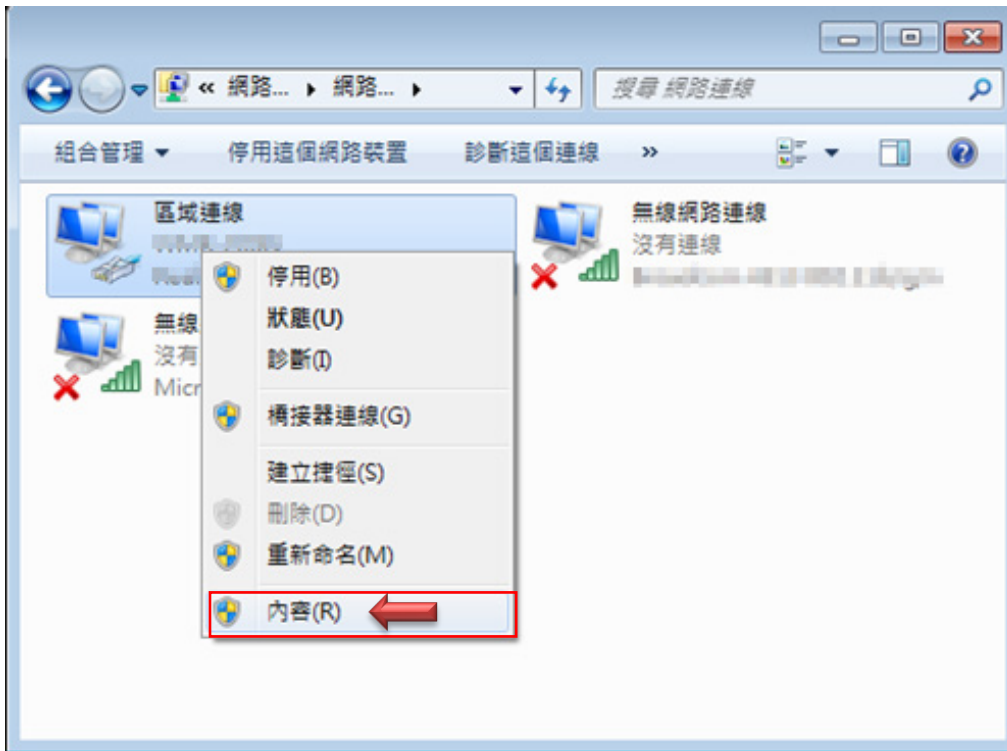 « 網路... ▸ 網路... ▸
搜尋 網路連線
組合管理 停用這個網路裝置 診斷這個連線 »
區域連線
無線網路連線
沒有連線
停用(B)
狀態(U)
診斷(I)
橋接器連線(G)
建立捷徑(S)
刪除(D)
重新命名(M)
內容(R)
無線
沒有
Micr